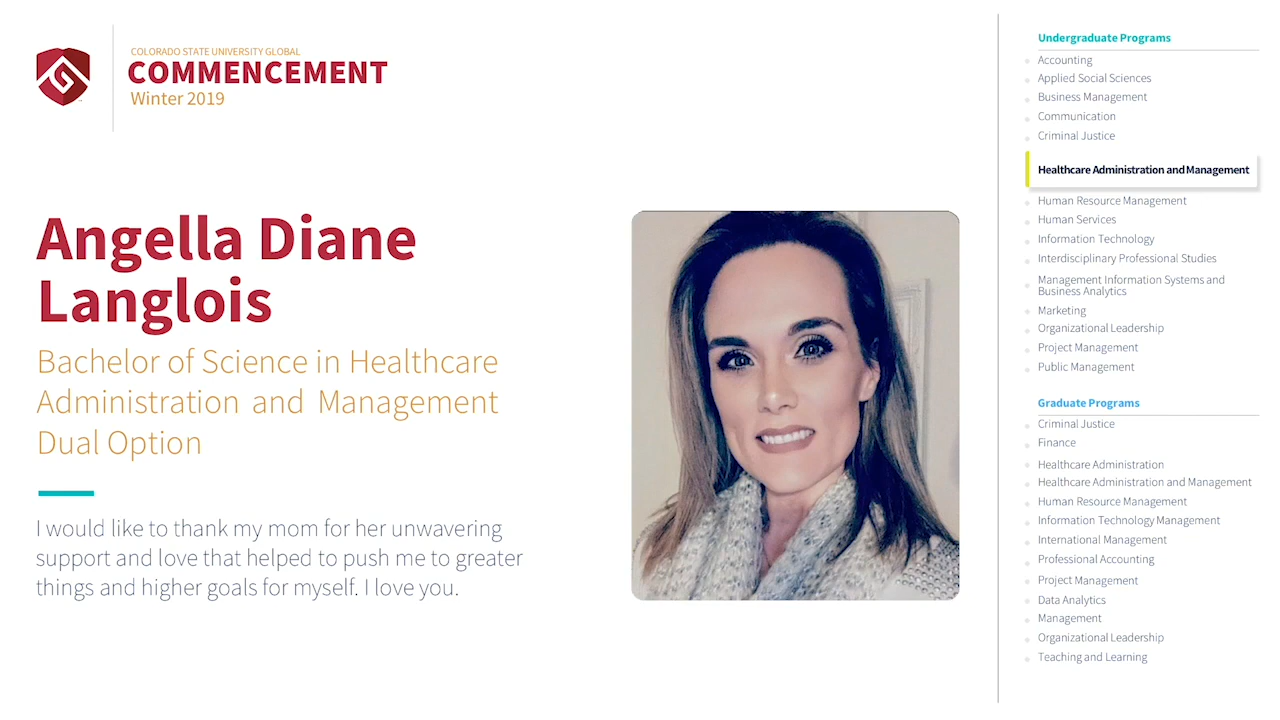 COLORADO STATE UNIVERSITY GLOBAL
COMMENCEMENT
Winter 2019
Angella Diane
Langlois
Bachelor of Science in Healthcare
Administration and Management
Dual Option
I would like to thank my mom for her unwavering
support and love that helped to push me to greater
things and higher goals for myself. I love you.
Undergraduate Programs
Accounting
Applied Social Sciences
Business Management
Communication
Criminal Justice
Healthcare Administration and Management
Human Resource Management
Human Services
Information Technology
Interdisciplinary Professional Studies
Management Information Systems and
Business Analytics
Marketing
Organizational Leadership
Project Management
Public Management
Graduate Programs
Criminal Justice
Finance
Healthcare Administration
Healthcare Administration and Management
Human Resource Management
Information Technology Management
International Management
Professional Accounting
Project Management
Data Analytics
Management
Organizational Leadership
Teaching and Learning